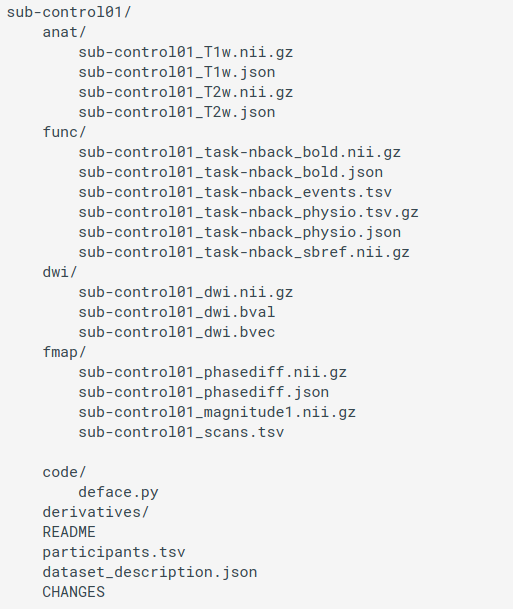 sub-control01/
    anat/
        sub-control01_T1w.nii.gz
        sub-control01_T1w.json
        sub-control01_T2w.nii.gz
        sub-control01_T2w.json
    func/
        sub-control01_task-nback_bold.nii.gz
        sub-control01_task-nback_bold.json
        sub-control01_task-nback_events.tsv
        sub-control01_task-nback_physio.tsv.gz
        sub-control01_task-nback_physio.json
        sub-control01_task-nback_sbref.nii.gz
    dwi/
        sub-control01_dwi.nii.gz
        sub-control01_dwi.bval
        sub-control01_dwi.bvec
    fmap/
        sub-control01_phasediff.nii.gz
        sub-control01_phasediff.json
        sub-control01_magnitude1.nii.gz
        sub-control01_scans.tsv

    code/
        deface.py
    derivatives/
    README
    participants.tsv
    dataset_description.json
    CHANGES